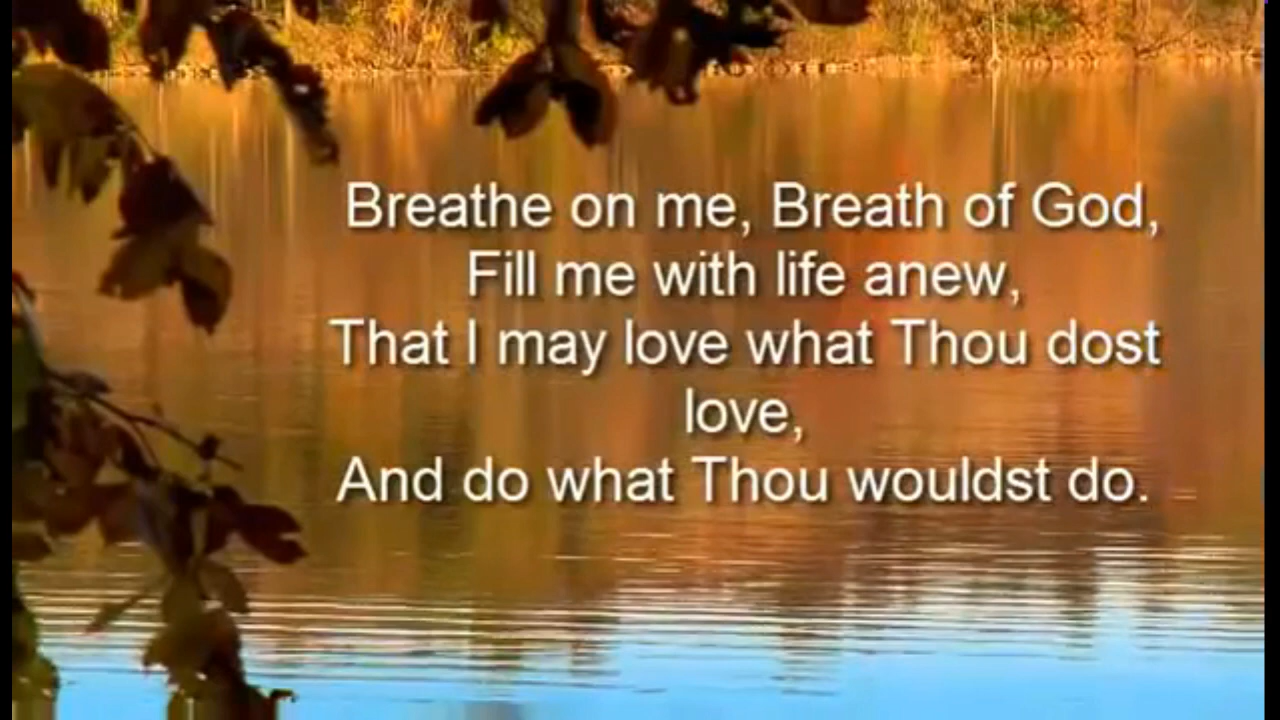 Breathe on me, Breath of God,
Fill me with life anew,
That I may love what Thou dost
love,
And do what Thou wouldst do.